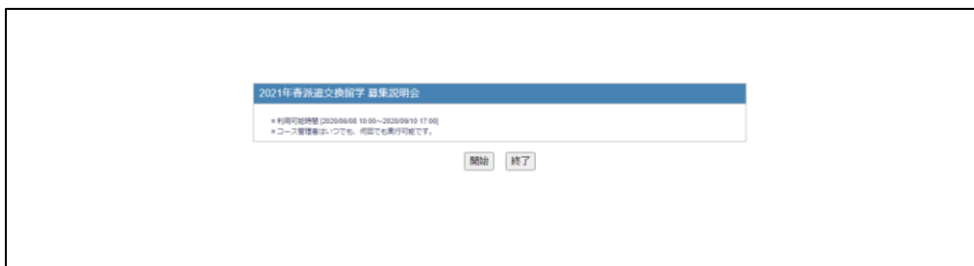 2021年春派遣交換留学 募集説明会
※利用可能時間 [2020/06/08 10:00～2020/09/10 17:00]
※コース管理者はいつでも、何回でも実行可能です。
開始 終了